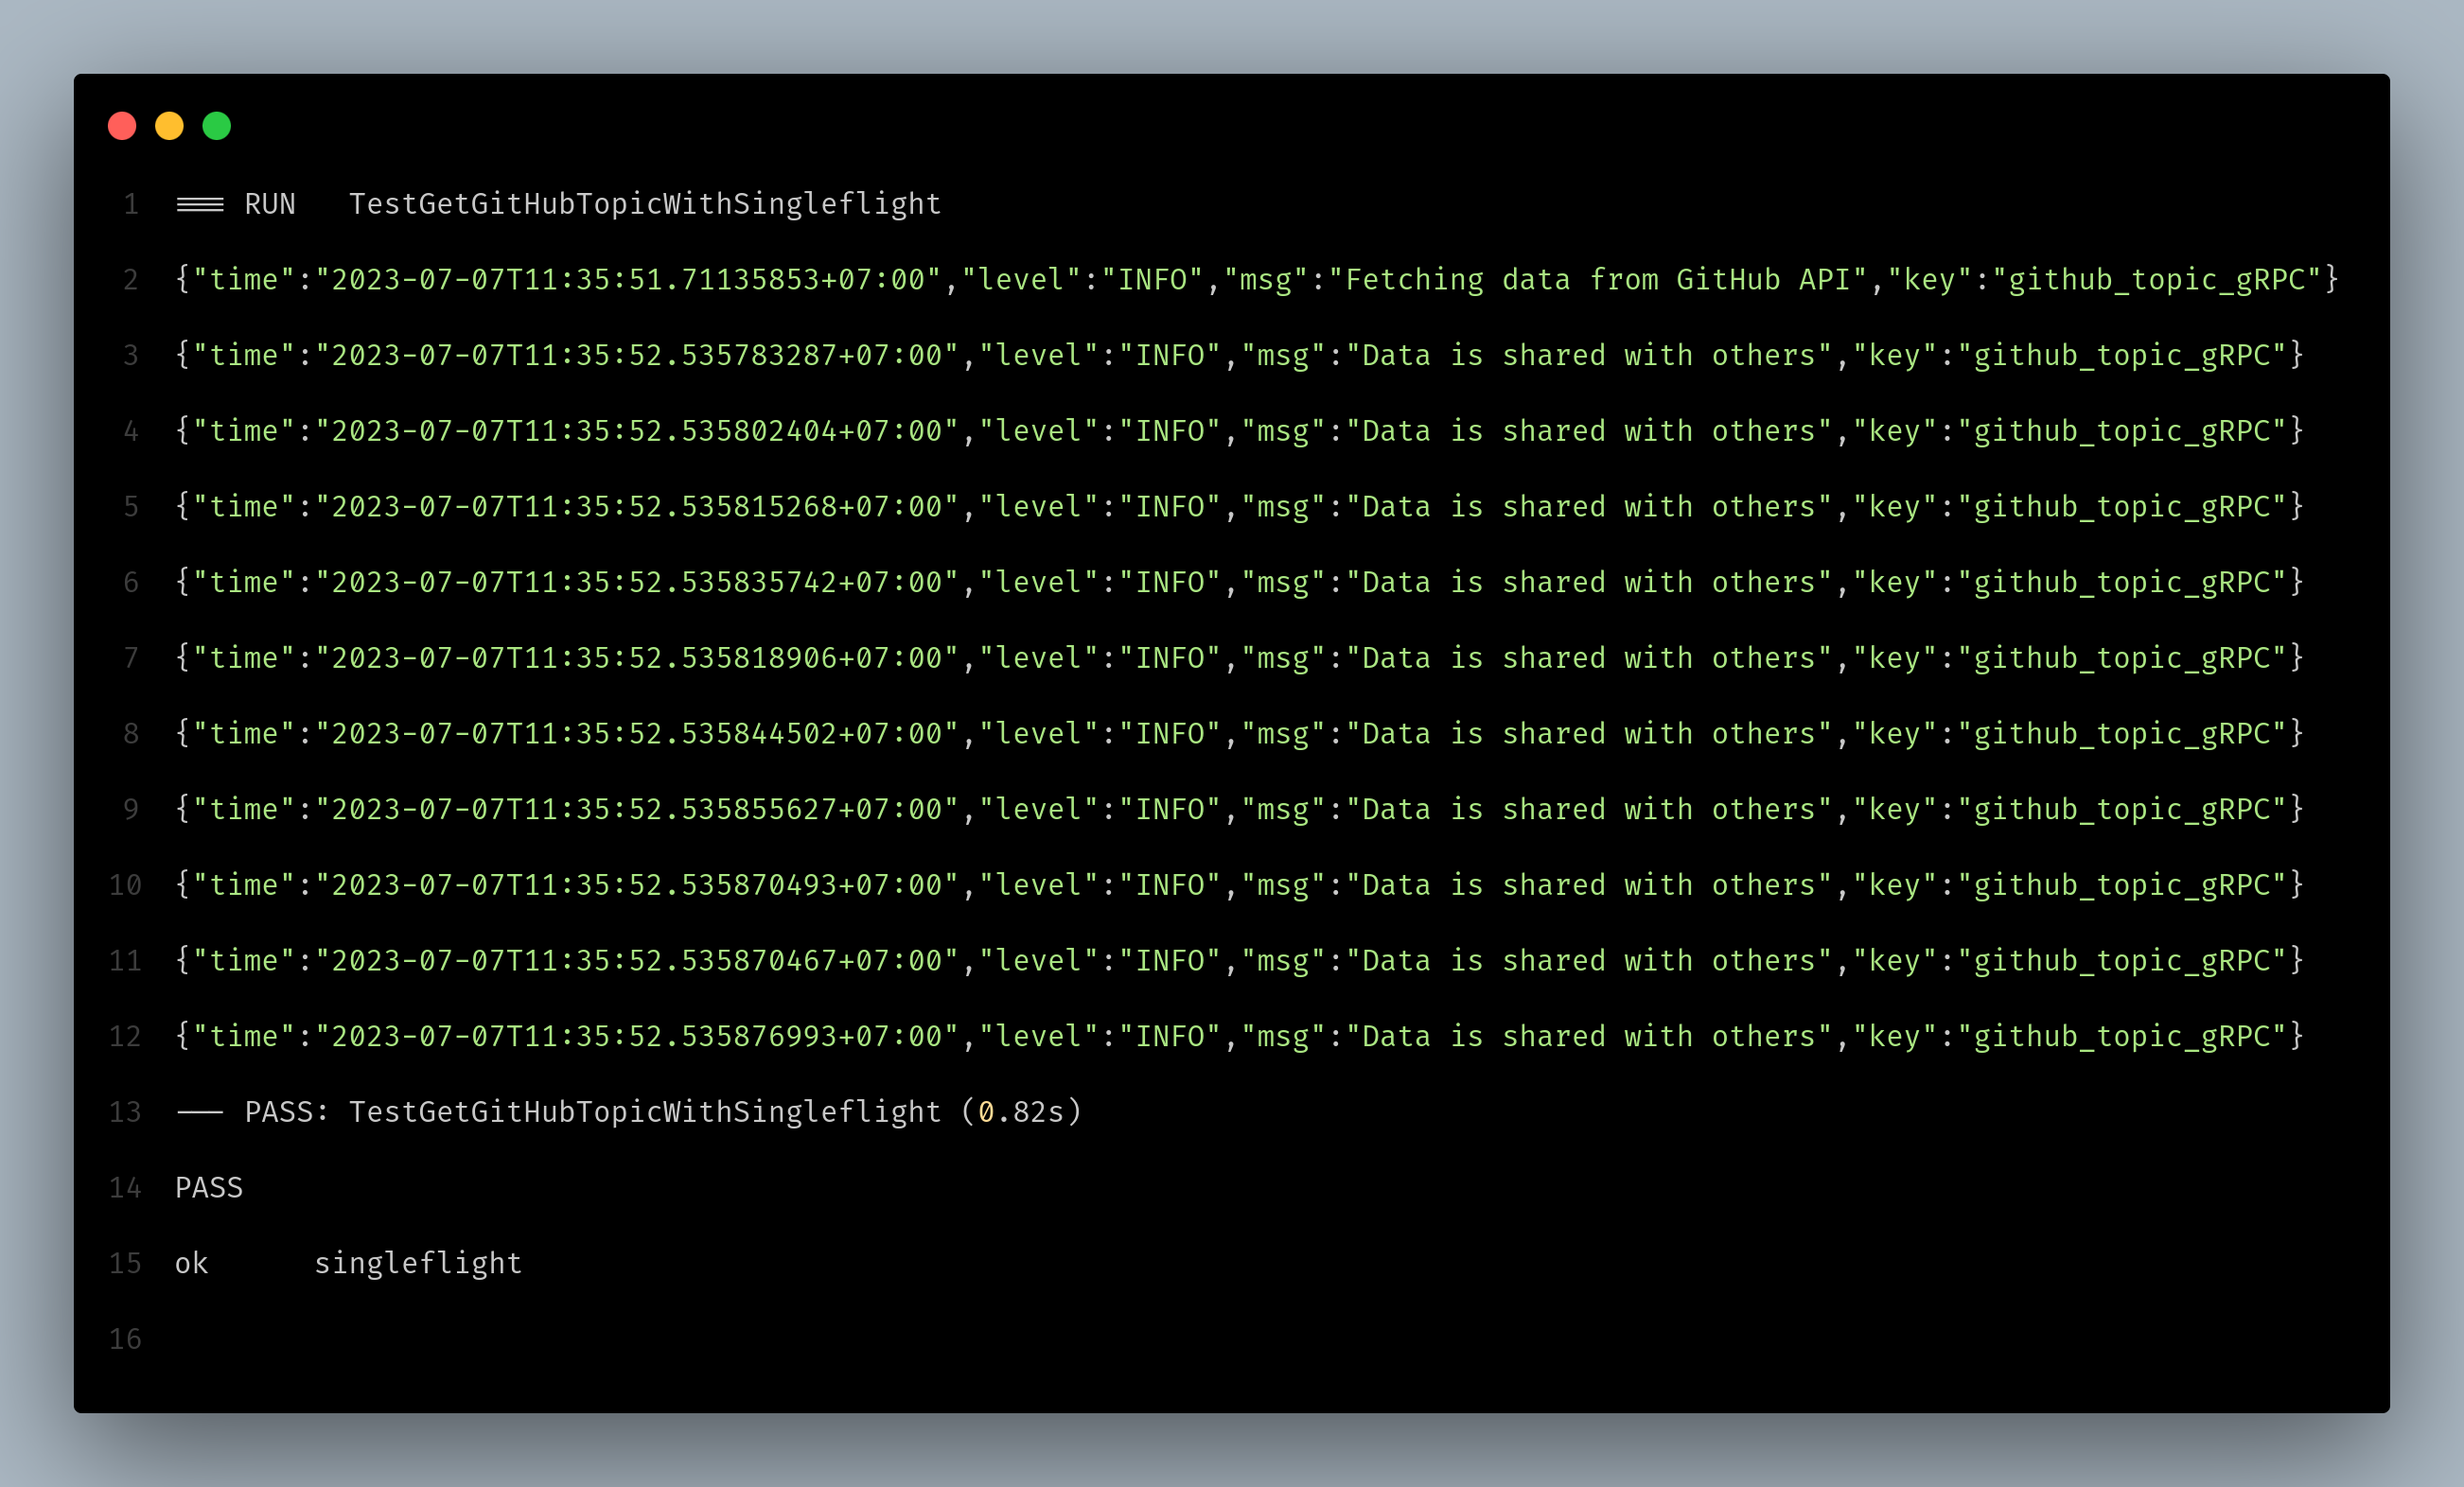 1 === RUN   TestGetGitHubTopicWithSingleflight
2 {"time":"2023-07-07T11:35:51.71135853+07:00","level":"INFO","msg":"Fetching data from GitHub API","key":"github_topic_gRPC"}
3 {"time":"2023-07-07T11:35:52.535783287+07:00","level":"INFO","msg":"Data is shared with others","key":"github_topic_gRPC"}
4 {"time":"2023-07-07T11:35:52.535802404+07:00","level":"INFO","msg":"Data is shared with others","key":"github_topic_gRPC"}
5 {"time":"2023-07-07T11:35:52.535815268+07:00","level":"INFO","msg":"Data is shared with others","key":"github_topic_gRPC"}
6 {"time":"2023-07-07T11:35:52.535835742+07:00","level":"INFO","msg":"Data is shared with others","key":"github_topic_gRPC"}
7 {"time":"2023-07-07T11:35:52.535818906+07:00","level":"INFO","msg":"Data is shared with others","key":"github_topic_gRPC"}
8 {"time":"2023-07-07T11:35:52.535844502+07:00","level":"INFO","msg":"Data is shared with others","key":"github_topic_gRPC"}
9 {"time":"2023-07-07T11:35:52.535855627+07:00","level":"INFO","msg":"Data is shared with others","key":"github_topic_gRPC"}
10 {"time":"2023-07-07T11:35:52.535870493+07:00","level":"INFO","msg":"Data is shared with others","key":"github_topic_gRPC"}
11 {"time":"2023-07-07T11:35:52.535870467+07:00","level":"INFO","msg":"Data is shared with others","key":"github_topic_gRPC"}
12 {"time":"2023-07-07T11:35:52.535876993+07:00","level":"INFO","msg":"Data is shared with others","key":"github_topic_gRPC"}
13 --- PASS: TestGetGitHubTopicWithSingleflight (0.82s)
14 PASS
15 ok      singleflight
16